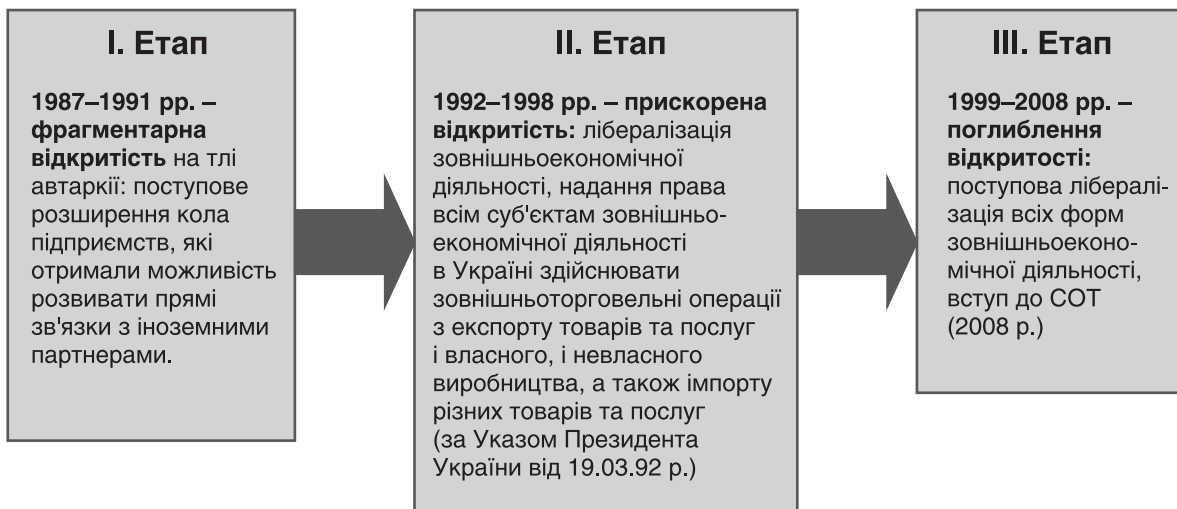 I. Етап
1987–1991 рр. –
фрагментарна
відкритість на тлі
автаркії: поступове
розширення кола
підприємств, які
отримали можливість
розвивати прямі
зв'язки з іноземними
партнерами.
II. Етап
1992–1998 рр. – прискорена
відкритість: лібералізація
зовнішньоекономічної
діяльності, надання права
всім суб'єктам зовнішньо-
економічної діяльності
в Україні здійснювати
зовнішньоторговельні операції
з експорту товарів та послуг
і власного, і невласного
виробництва, а також імпорту
різних товарів та послуг
(за Указом Президента
України від 19.03.92 р.)
III. Етап
1999–2008 рр. –
поглиблення
відкритості:
поступова лібералі-
зація всіх форм
зовнішньоеконо-
мічної діяльності,
вступ до СОТ
(2008 р.)